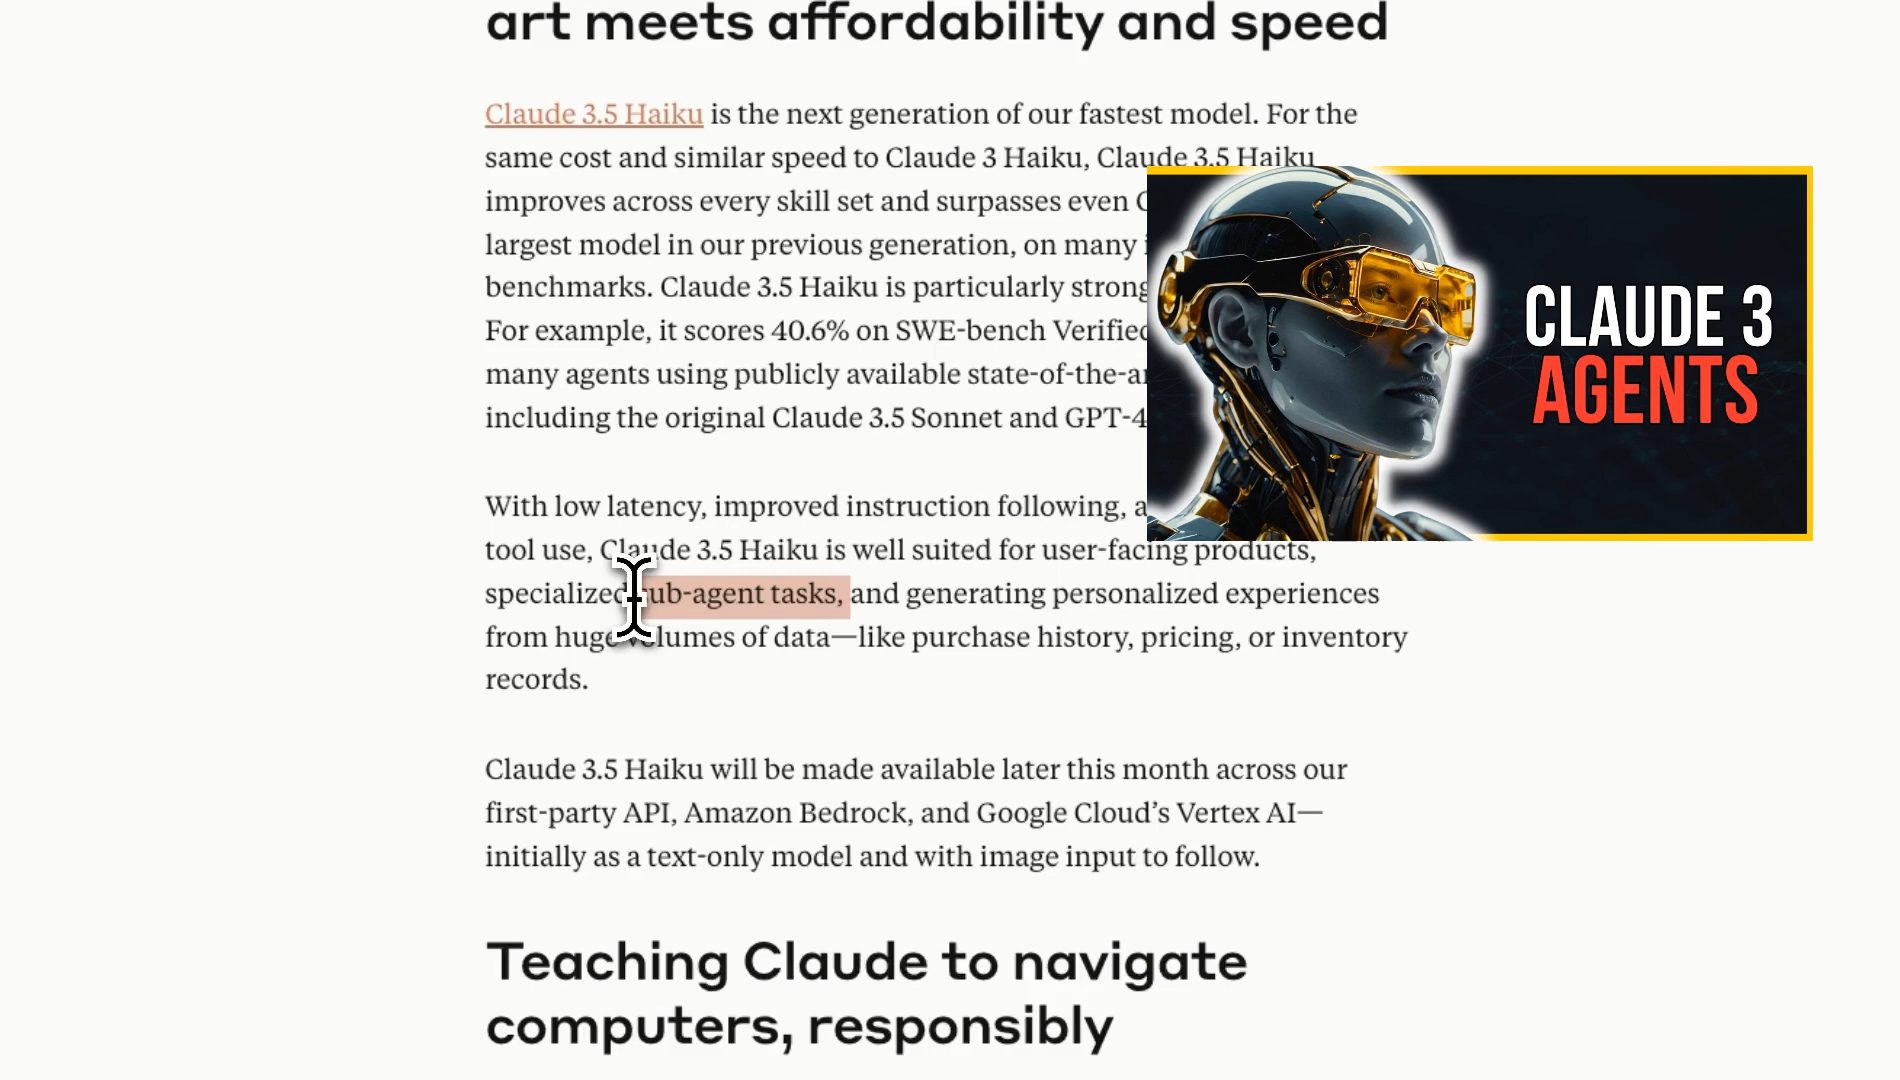 art meets affordability and speed
Claude 3.5 Haiku is the next generation of our fastest model. For the
same cost and similar speed to Claude 3 Haiku, Claude 3.5 Haiku
improves across every skill set and surpasses even
largest model in our previous generation, on many
benchmarks. Claude 3.5 Haiku is particularly strong
For example, it scores 40.6% on SWE-bench Verified
many agents using publicly available state-of-the-
including the original Claude 3.5 Sonnet and GPT-4
CLAUDE 3
AGENTS
With low latency, improved instruction following,
tool use, Claude 3.5 Haiku is well suited for user-facing products,
specialized sub-agent tasks, and generating personalized experiences
from huge volumes of data—like purchase history, pricing, or inventory
records.
Claude 3.5 Haiku will be made available later this month across our
first-party API, Amazon Bedrock, and Google Cloud’s Vertex AI—
initially as a text-only model and with image input to follow.
Teaching Claude to navigate
computers, responsibly